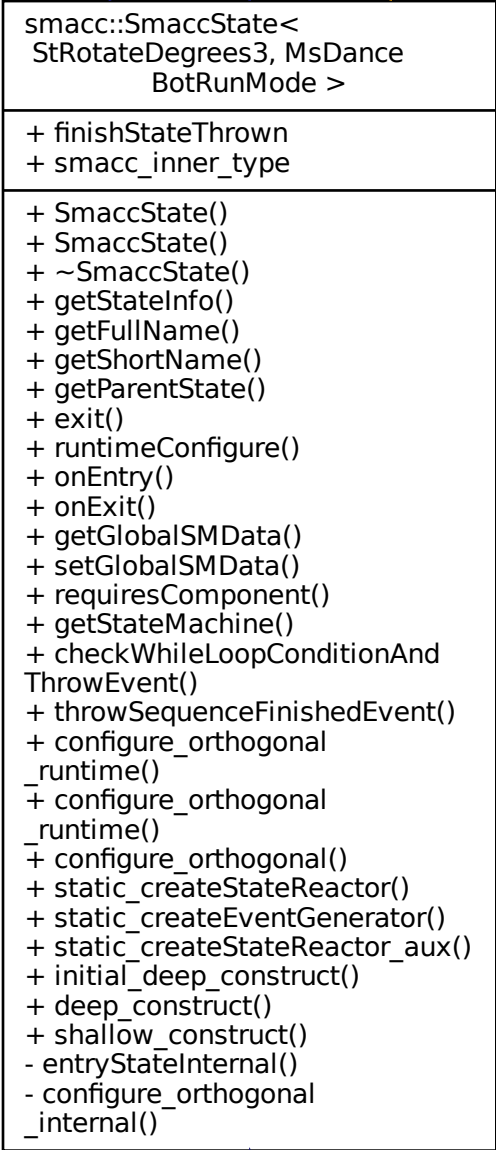 smacc::SmaccState<
StRotateDegrees3, MsDance
BotRunMode >
+ finishStateThrown
+ smacc_inner_type
+ SmaccState()
+ SmaccState()
+ ~SmaccState()
+ getStateInfo()
+ getFullName()
+ getShortName()
+ getParentState()
+ exit()
+ runtimeConfigure()
+ onEntry()
+ onExit()
+ getGlobalSMData()
+ setGlobalSMData()
+ requiresComponent()
+ getStateMachine()
+ checkWhileLoopConditionAnd
ThrowEvent()
+ throwSequenceFinishedEvent()
+ configure_orthogonal
_runtime()
+ configure_orthogonal
_runtime()
+ configure_orthogonal()
+ static_createStateReactor()
+ static_createEventGenerator()
+ static_createStateReactor_aux()
+ initial_deep_construct()
+ deep_construct()
+ shallow_construct()
- entryStateInternal()
- configure_orthogonal
_internal()